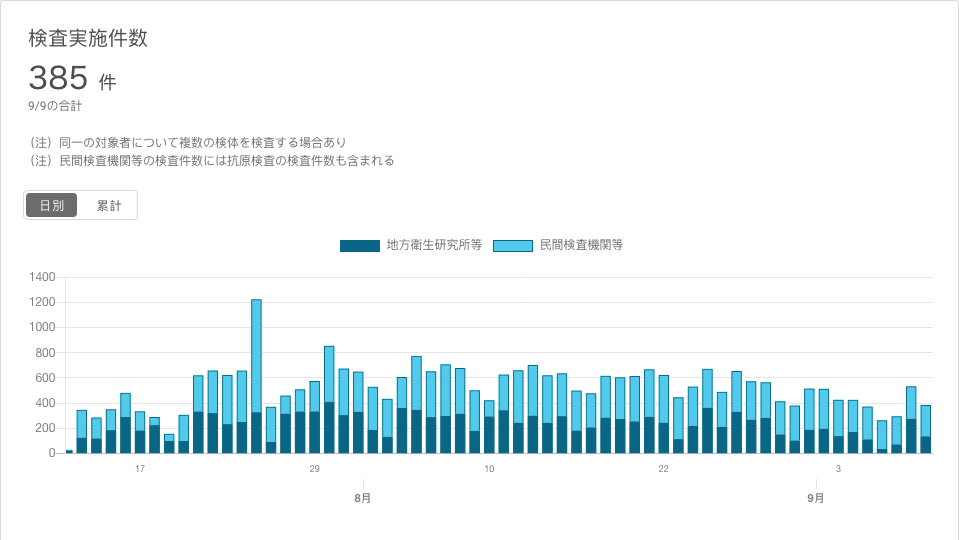 検査実施件数
385 件
9/9の合計
（注）同一の対象者について複数の検体を検査する場合あり
（注）民間検査機関等の検査件数には抗原検査の検査件数も含まれる
日別 累計
地方衛生研究所等 民間検査機関等
1400
1200
1000
800
600
400
200
0
17 29 10 22 3
8月 9月